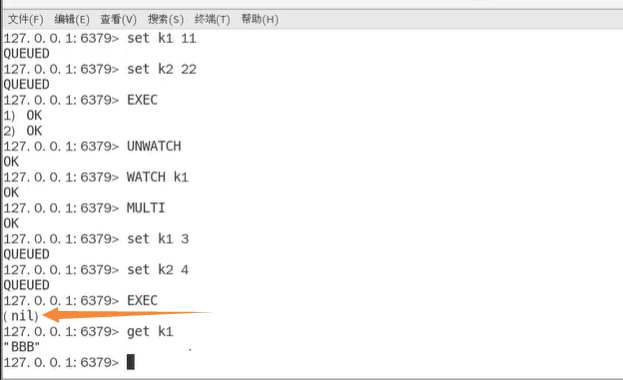 文件(F) 编辑(E) 查看(V) 搜索(S) 终端(T) 帮助(H)
127.0.0.1:6379> set k1 11
QUEUED
127.0.0.1:6379> set k2 22
QUEUED
127.0.0.1:6379> EXEC
1) OK
2) OK
127.0.0.1:6379> UNWATCH
OK
127.0.0.1:6379> WATCH k1
OK
127.0.0.1:6379> MULTI
OK
127.0.0.1:6379> set k1 3
QUEUED
127.0.0.1:6379> set k2 4
QUEUED
127.0.0.1:6379> EXEC
(nil)
127.0.0.1:6379> get k1
"BBB"
127.0.0.1:6379>